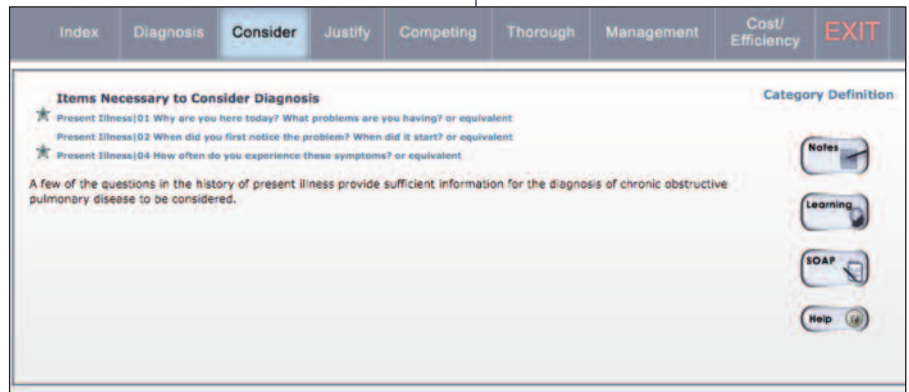 Index Diagnosis Consider Justify Competing Thorough Management Cost/
Efficiency EXIT
Items Necessary to Consider Diagnosis
Category Definition
Present Illness|01 Why are you here today? What problems are you having? or equivalent
Present Illness|02 When did you first notice the problem? When did it start? or equivalent
Present Illness|04 How often do you experience these symptoms? or equivalent
A few of the questions in the history of present illness provide sufficient information for the diagnosis of chronic obstructive
pulmonary disease to be considered.
Notes
Learning
SOAP
Help